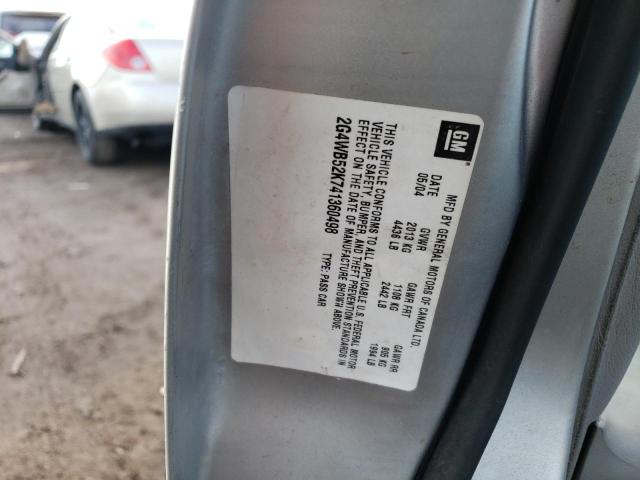 GM
MFD BY GENERAL MOTORS OF CANADA LTD.
DATE GVWR GAWR FRT GAWR RR
05/04 2013 KG 1108 KG 905 KG
4436 LB 2442 LB 1994 LB
THIS VEHICLE CONFORMS TO ALL APPLICABLE U.S. FEDERAL MOTOR
VEHICLE SAFETY, BUMPER, AND THEFT PREVENTION STANDARDS IN
EFFECT ON THE DATE OF MANUFACTURE SHOWN ABOVE.
2G4WB52K741360498 TYPE: PASS CAR